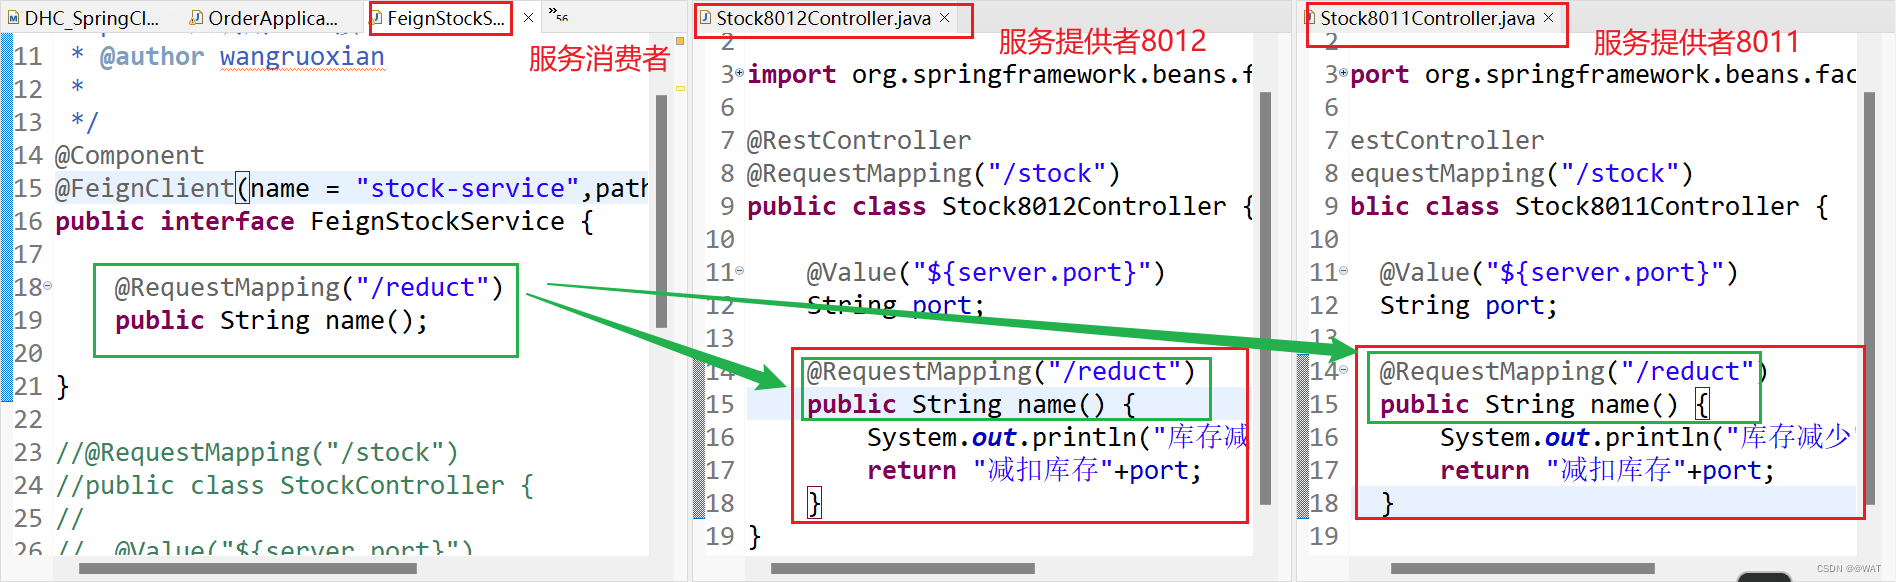 DHC_SpringCl...
OrderApplica...
FeignStockS...
»56
服务消费者
11 * @author wangruoxian
12 *
13 */
14 @Component
15 @FeignClient(name = "stock-service",path
16 public interface FeignStockService {
17
18 @RequestMapping("/reduct")
19 public String name();
20
21 }
22
23 //@RequestMapping("/stock")
24 //public class StockController {
25 //
26 // @Value("${server.port}")
Stock8012Controller.java
服务提供者8012
2
3 import org.springframework.beans.f
6
7 @RestController
8 @RequestMapping("/stock")
9 public class Stock8012Controller {
10
11 @Value("${server.port}")
12 String port;
13
14 @RequestMapping("/reduct")
15 public String name() {
16 System.out.println("库存减
17 return "减扣库存"+port;
18 }
19 }
Stock8011Controller.java
服务提供者8011
2
3 port org.springframework.beans.fac
6
7 estController
8 equestMapping("/stock")
9 blic class Stock8011Controller {
10
11 @Value("${server.port}")
12 String port;
13
14 @RequestMapping("/reduct")
15 public String name() {
16 System.out.println("库存减少"
17 return "减扣库存"+port;
18 }
19
CSDN @@WAT